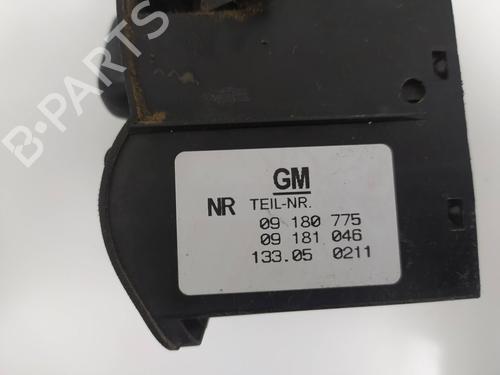 B-PARTS
GM
NR TEIL-NR.
09 180 775
09 181 046
133.05 0211